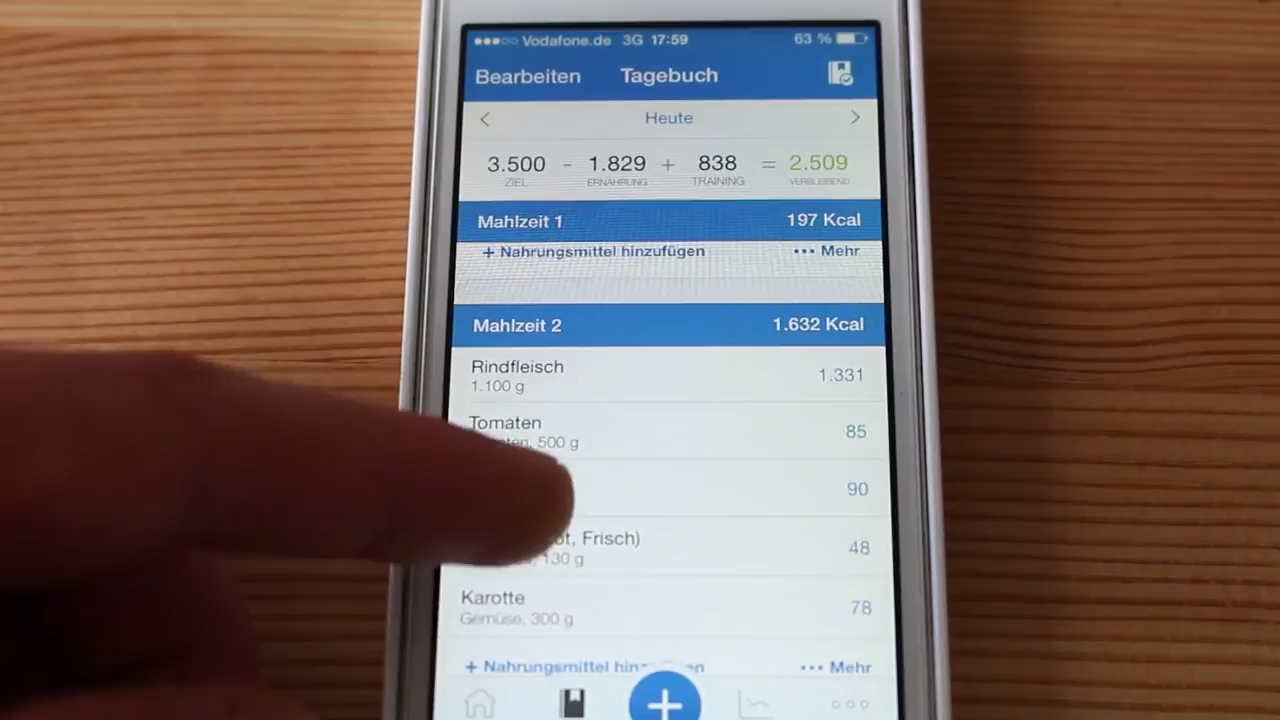 Vodafone.de 3G 17:59 63 %
Bearbeiten Tagebuch
Heute
3.500 - 1.829 + 838 = 2.509
ZIEL ERNÄHRUNG TRAINING VERBLEIBEND
Mahlzeit 1 197 Kcal
+ Nahrungsmittel hinzufügen ••• Mehr
Mahlzeit 2 1.632 Kcal
Rindfleisch
1.100 g 1.331
Tomaten 85
500 g
90
Frisch) 48
130 g
Karotte 78
Gemüse, 300 g
+ Nahrungsmittel ••• Mehr